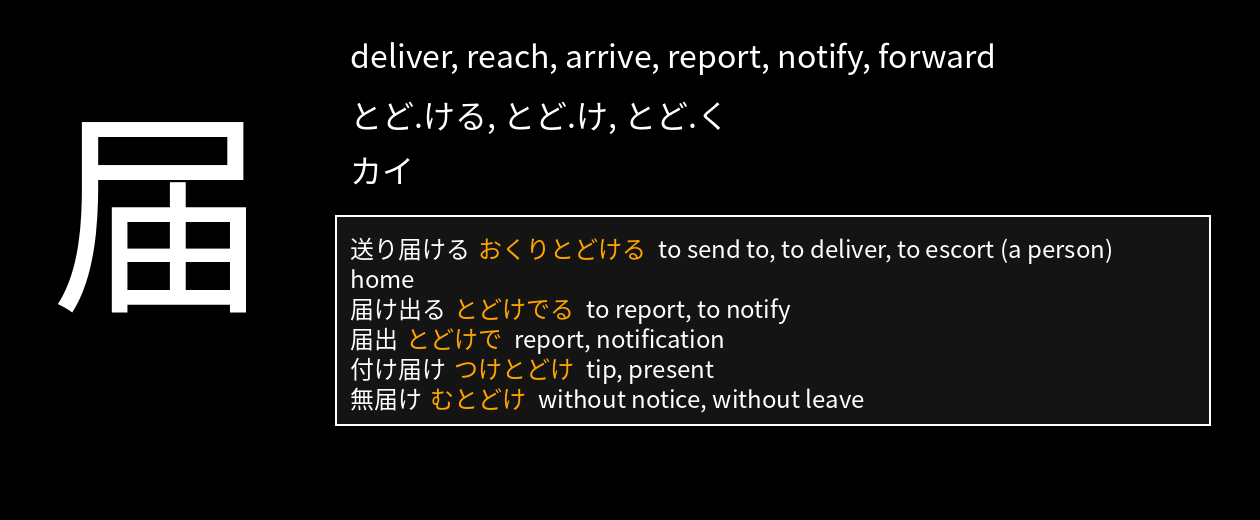 届
deliver, reach, arrive, report, notify, forward
とど.ける, とど.け, とど.く
カイ
送り届ける おくりとどける to send to, to deliver, to escort (a person)
home
届け出る とどけでる to report, to notify
届出 とどけで report, notification
付け届け つけとどけ tip, present
無届け むとどけ without notice, without leave